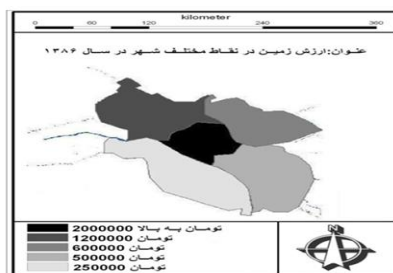 kilometer
0 60 120 240 360
عنوان:ارزش زمین در نقاط مختلف شهر در سال ۱۳۸۶
2000000 تومان به بالا
1200000 تومان
600000 تومان
500000 تومان
250000 تومان
N